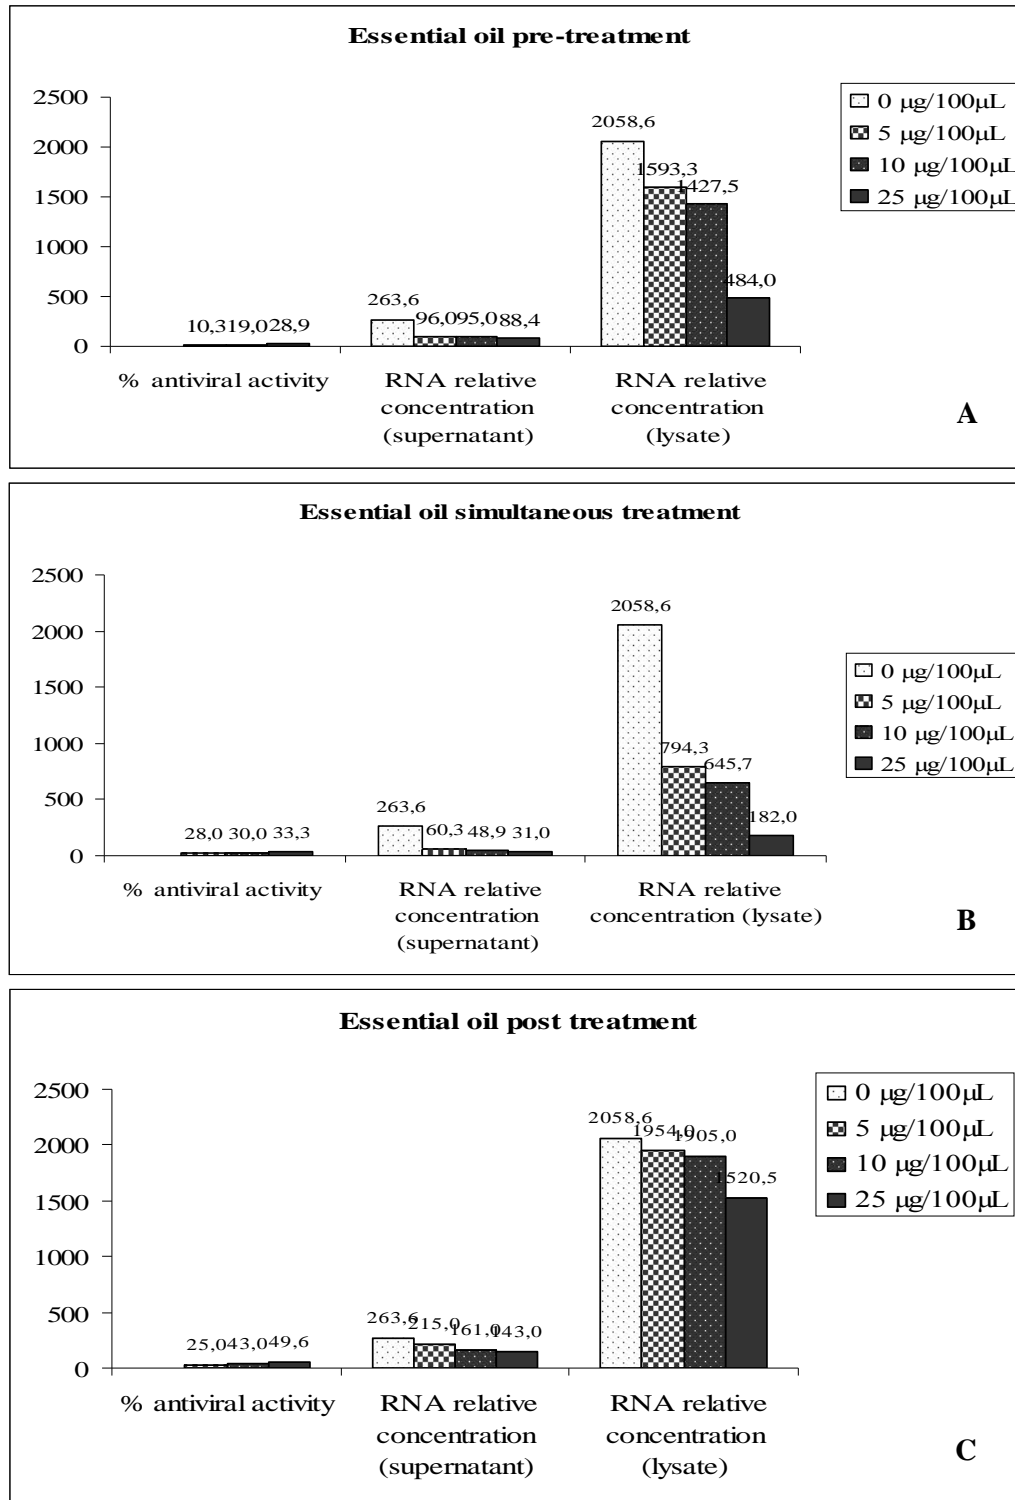 Essential oil pre-treatment
2500
2000
1500
1000
500
0
2058,6
1593,3
1427,5
484,0
263,6
96,0 95,0 88,4
10,3 19,0 28,9
% antiviral activity
RNA relative
concentration
(supernatant)
RNA relative
concentration
(lysate)
0 µg/100µL
5 µg/100µL
10 µg/100µL
25 µg/100µL
A
Essential oil simultaneous treatment
2500
2000
1500
1000
500
0
2058,6
794,3
645,7
182,0
263,6
60,3 48,9 31,0
28,0 30,0 33,3
% antiviral activity
RNA relative
concentration
(supernatant)
RNA relative
concentration (lysate)
0 µg/100µL
5 µg/100µL
10 µg/100µL
25 µg/100µL
B
Essential oil post treatment
2500
2000
1500
1000
500
0
2058,6
1954,0
1905,0
1520,5
263,6
215,0
161,0
143,0
25,0 43,0 49,6
% antiviral activity
RNA relative
concentration
(supernatant)
RNA relative
concentration
(lysate)
0 µg/100µL
5 µg/100µL
10 µg/100µL
25 µg/100µL
C